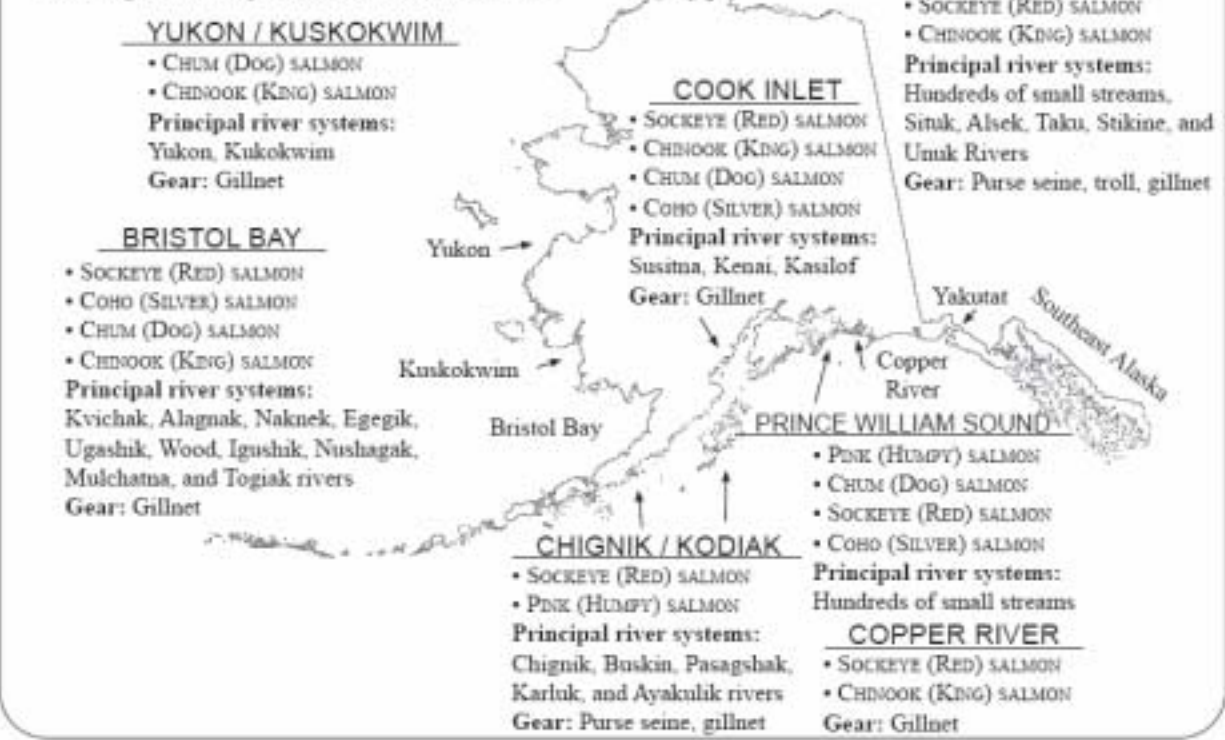 YUKON / KUSKOKWIM
• CHUM (DOG) SALMON
• CHINOOK (KING) SALMON
Principal river systems:
Yukon, Kukokwim
Gear: Gillnet
BRISTOL BAY
• SOCKEYE (RED) SALMON
• COHO (SILVER) SALMON
• CHUM (DOG) SALMON
• CHINOOK (KING) SALMON
Principal river systems:
Kvichak, Alagnak, Naknek, Egegik,
Ugashik, Wood, Igushik, Nushagak,
Mulchatna, and Togiak rivers
Gear: Gillnet
COOK INLET
• SOCKEYE (RED) SALMON
• CHINOOK (KING) SALMON
• CHUM (DOG) SALMON
• COHO (SILVER) SALMON
Principal river systems:
Susitna, Kenai, Kasilof
Gear: Gillnet
• SOCKEYE (RED) SALMON
• CHINOOK (KING) SALMON
Principal river systems:
Hundreds of small streams,
Situk, Alsek, Taku, Stikine, and
Unuk Rivers
Gear: Purse seine, troll, gillnet
Yukon
Kuskokwim
Bristol Bay
Yakutat
Southeast Alaska
Copper
River
PRINCE WILLIAM SOUND
• PINK (HUMPY) SALMON
• CHUM (DOG) SALMON
• SOCKEYE (RED) SALMON
• COHO (SILVER) SALMON
Principal river systems:
Hundreds of small streams
CHIGNIK / KODIAK
• SOCKEYE (RED) SALMON
• PINK (HUMPY) SALMON
Principal river systems:
Chignik, Buskin, Pasagshak,
Karluk, and Ayakulik rivers
Gear: Purse seine, gillnet
COPPER RIVER
• SOCKEYE (RED) SALMON
• CHINOOK (KING) SALMON
Gear: Gillnet